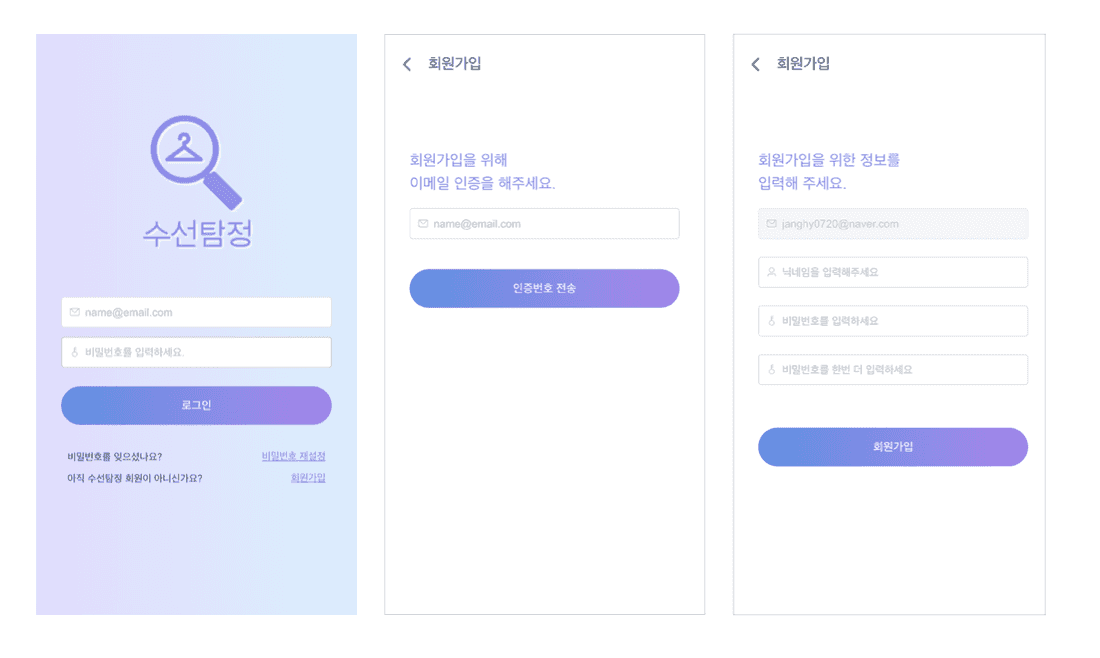 수선탐정
name@email.com
비밀번호를 입력하세요.
로그인
비밀번호를 잊으셨나요? 비밀번호 재설정
아직 수선탐정 회원이 아니신가요? 회원가입
회원가입
회원가입을 위해
이메일 인증을 해주세요.
name@email.com
인증번호 전송
회원가입
회원가입을 위한 정보를
입력해 주세요.
janghy0720@naver.com
닉네임을 입력해주세요
비밀번호를 입력하세요
비밀번호를 한번 더 입력하세요
회원가입